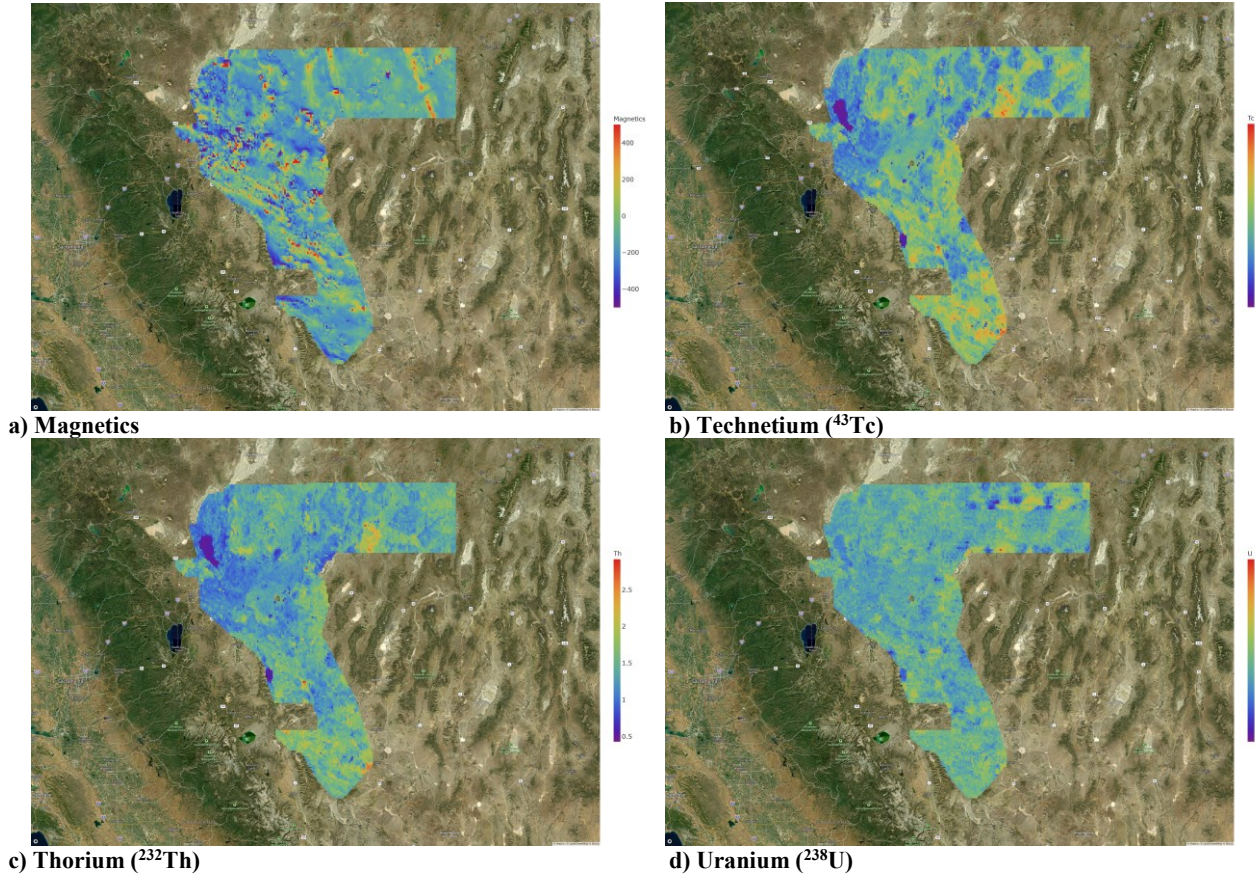 Magnetics
400
200
0
−200
−400
Tc
a) Magnetics
b) Technetium (⁴³Tc)
Th
2.5
2
1.5
1
0.5
U
c) Thorium (²³²Th)
d) Uranium (²³⁸U)